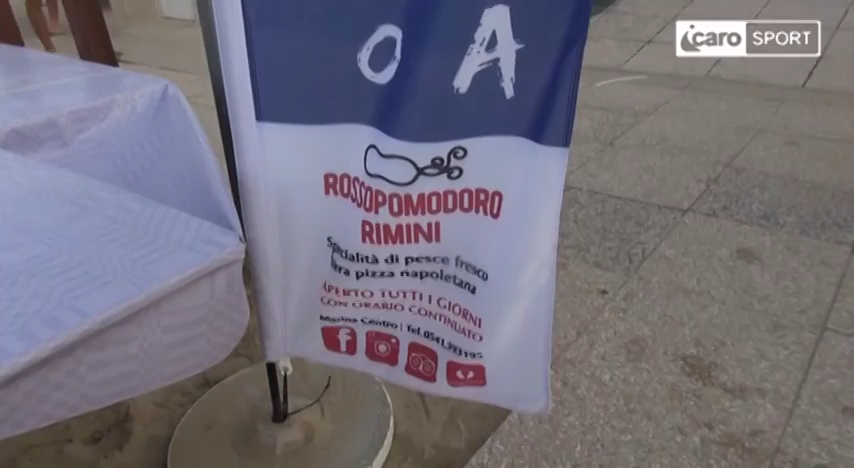 icaro SPORT
O A
ROSSOPOMODORO
RIMINI
Specialità di pesce fresco
Vera pizza napoletana
APERTO TUTTI I GIORNI
CON ORARIO CONTINUATO
Marina Centro | Tel.